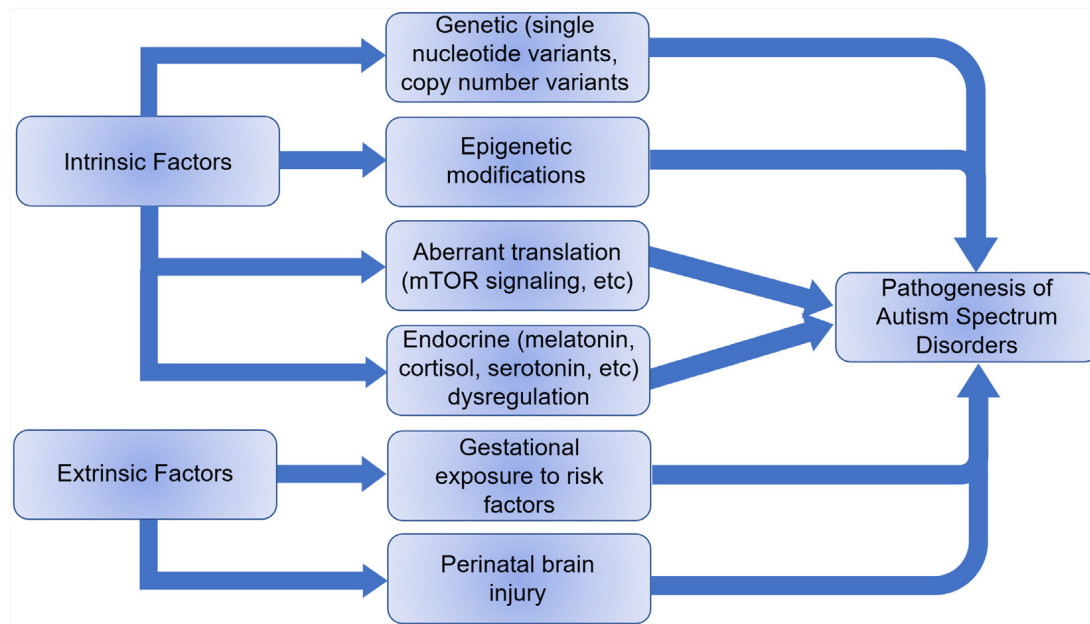 Genetic (single
nucleotide variants,
copy number variants
Intrinsic Factors
Epigenetic
modifications
Aberrant translation
(mTOR signaling, etc)
Pathogenesis of
Autism Spectrum
Disorders
Endocrine (melatonin,
cortisol, serotonin, etc)
dysregulation
Extrinsic Factors
Gestational
exposure to risk
factors
Perinatal brain
injury